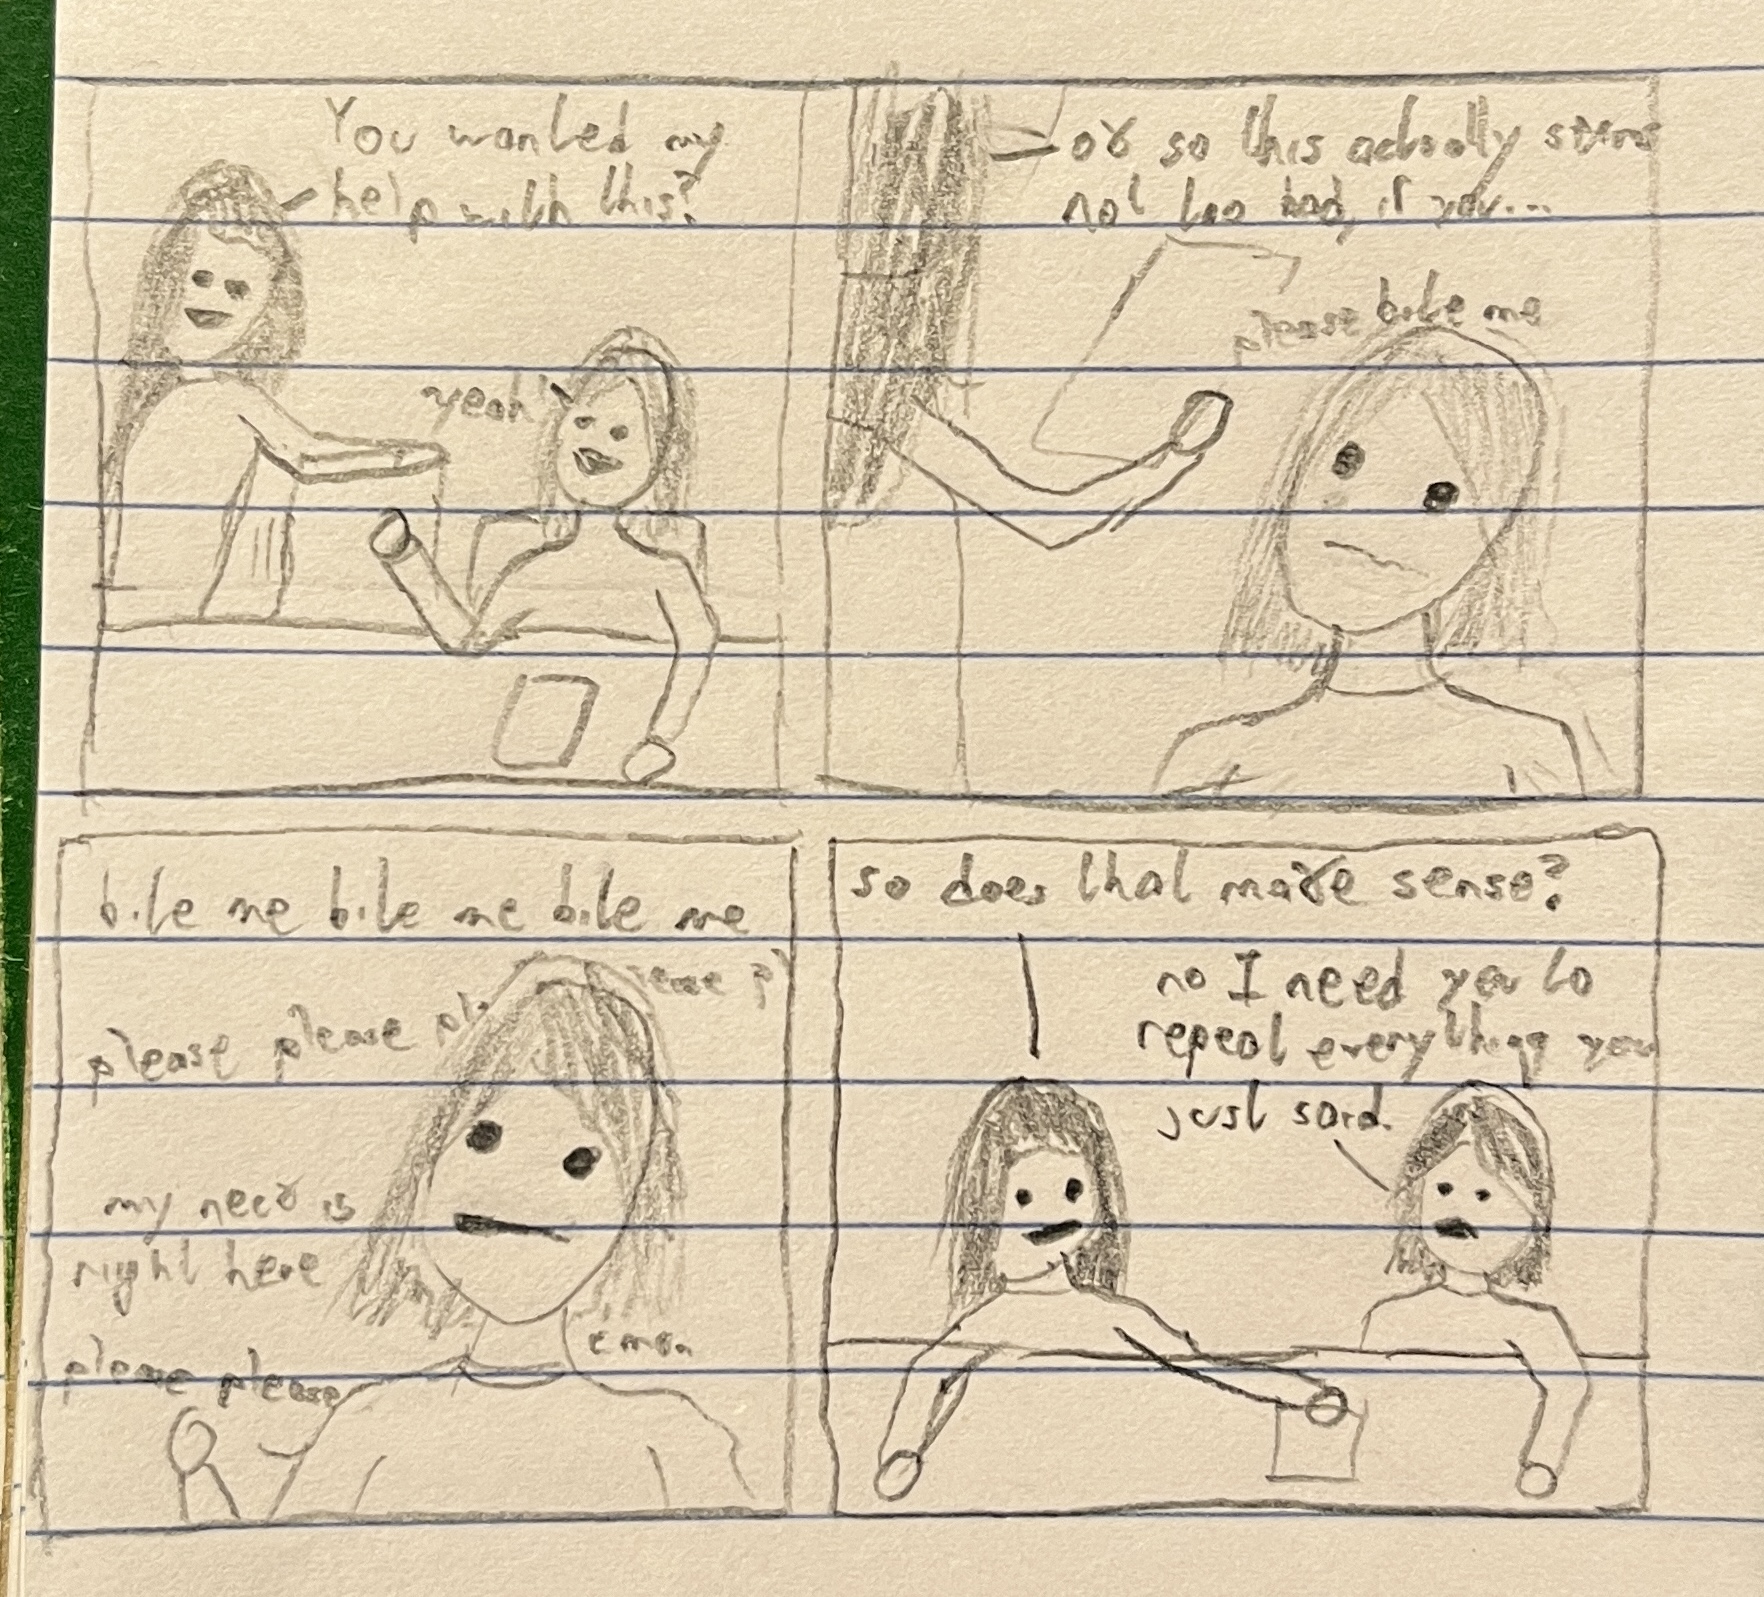 You wanted my
help with this?
yeah
ok so this actually seems
not too bad, if you...
please bite me
bite me bite me bite me
please please pl
ease p
my neck is
right here
please please
c'mon
so does that make sense?
no I need you to
repeat everything you
just said.